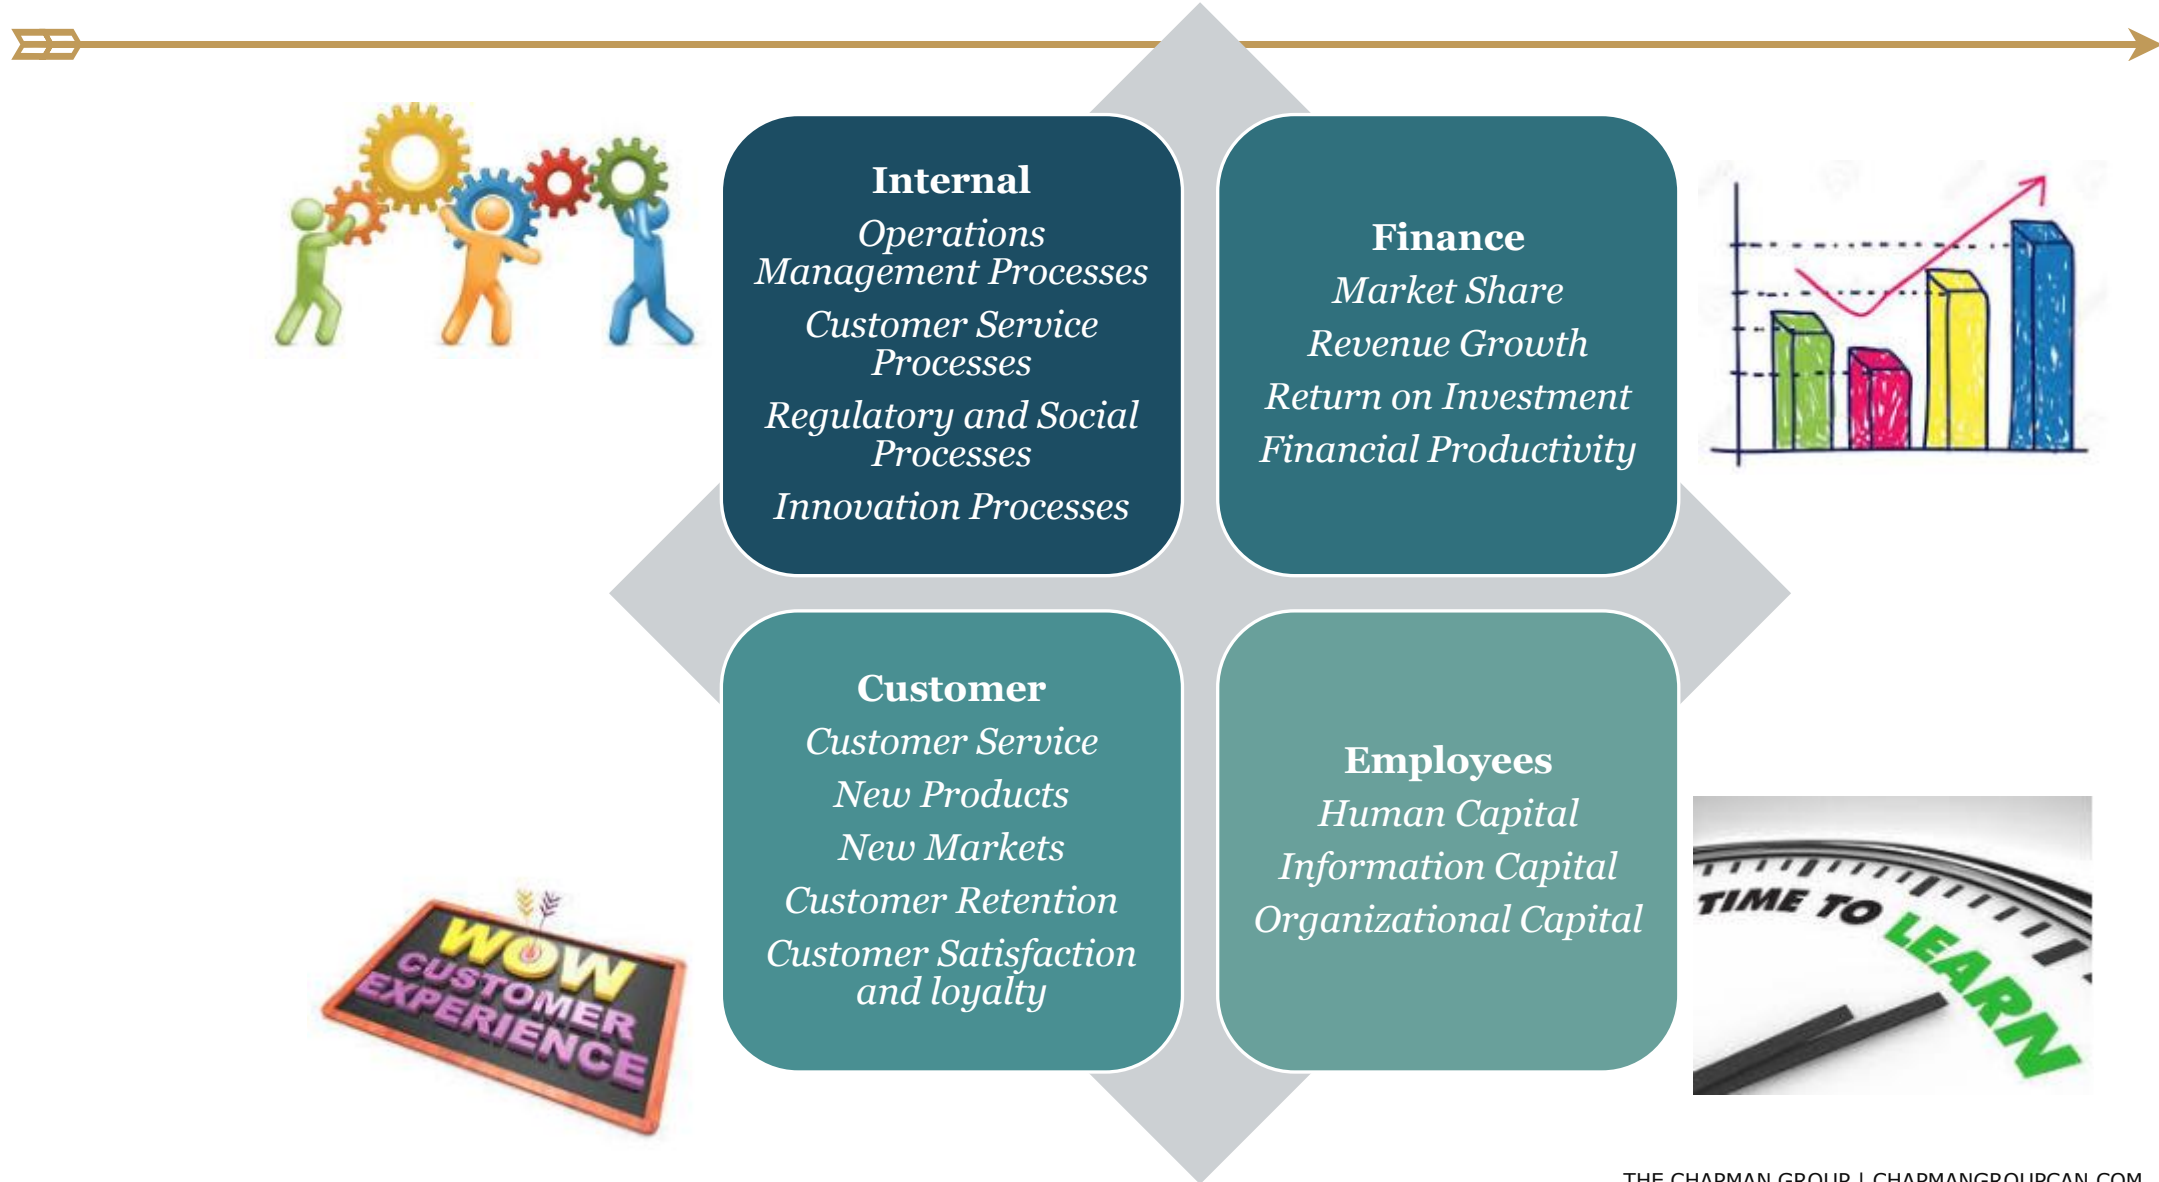 Internal
Operations
Management Processes
Customer Service
Processes
Regulatory and Social
Processes
Innovation Processes
Finance
Market Share
Revenue Growth
Return on Investment
Financial Productivity
Customer
Customer Service
New Products
New Markets
Customer Retention
Customer Satisfaction
and loyalty
Employees
Human Capital
Information Capital
Organizational Capital
WOW
CUSTOMER
EXPERIENCE
TIME TO LEARN
THE CHAPMAN GROUP | CHAPMANGROUPCAN.COM